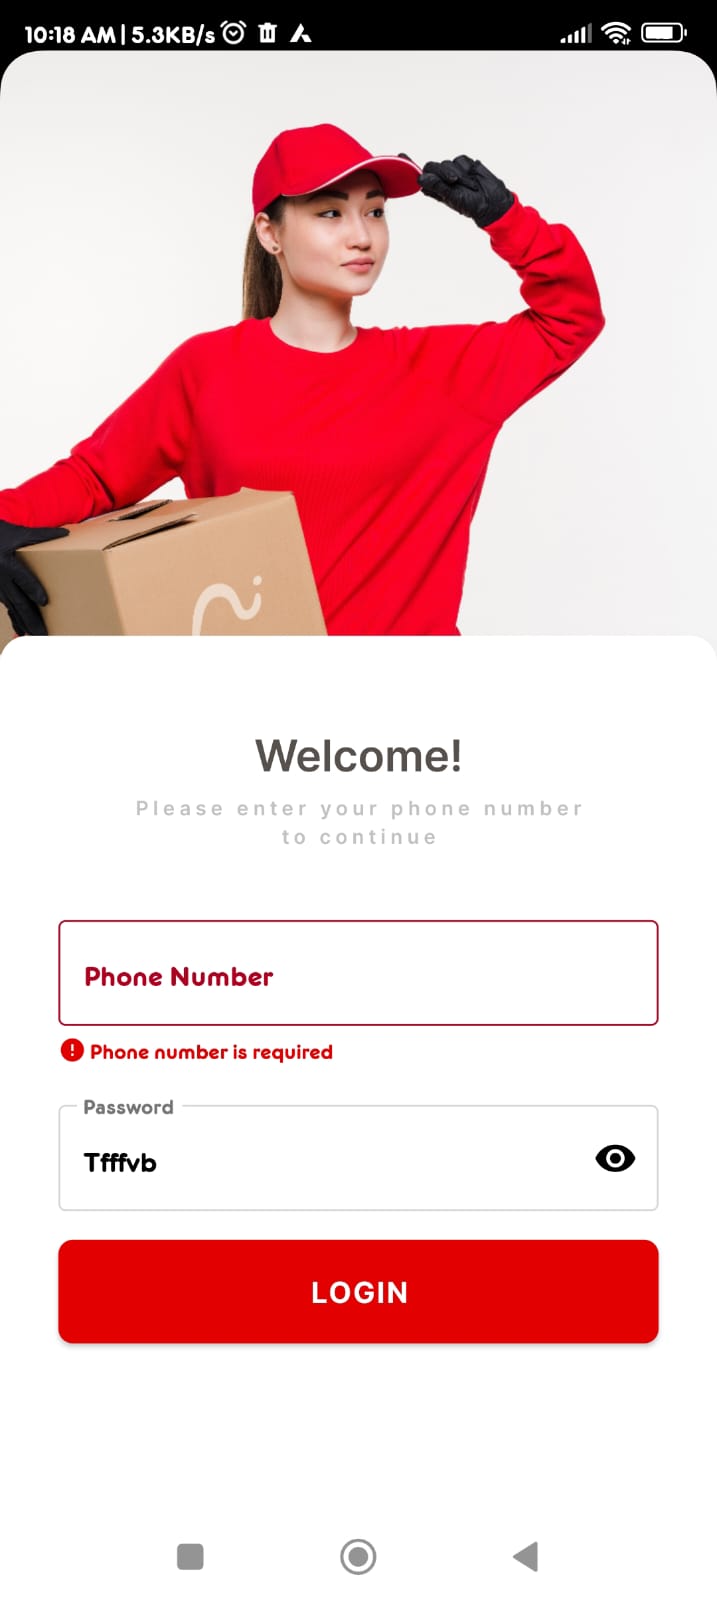 10:18 AM | 5.3KB/s
Welcome!
Please enter your phone number
to continue
Phone Number
Phone number is required
Password
Tfffvb
LOGIN